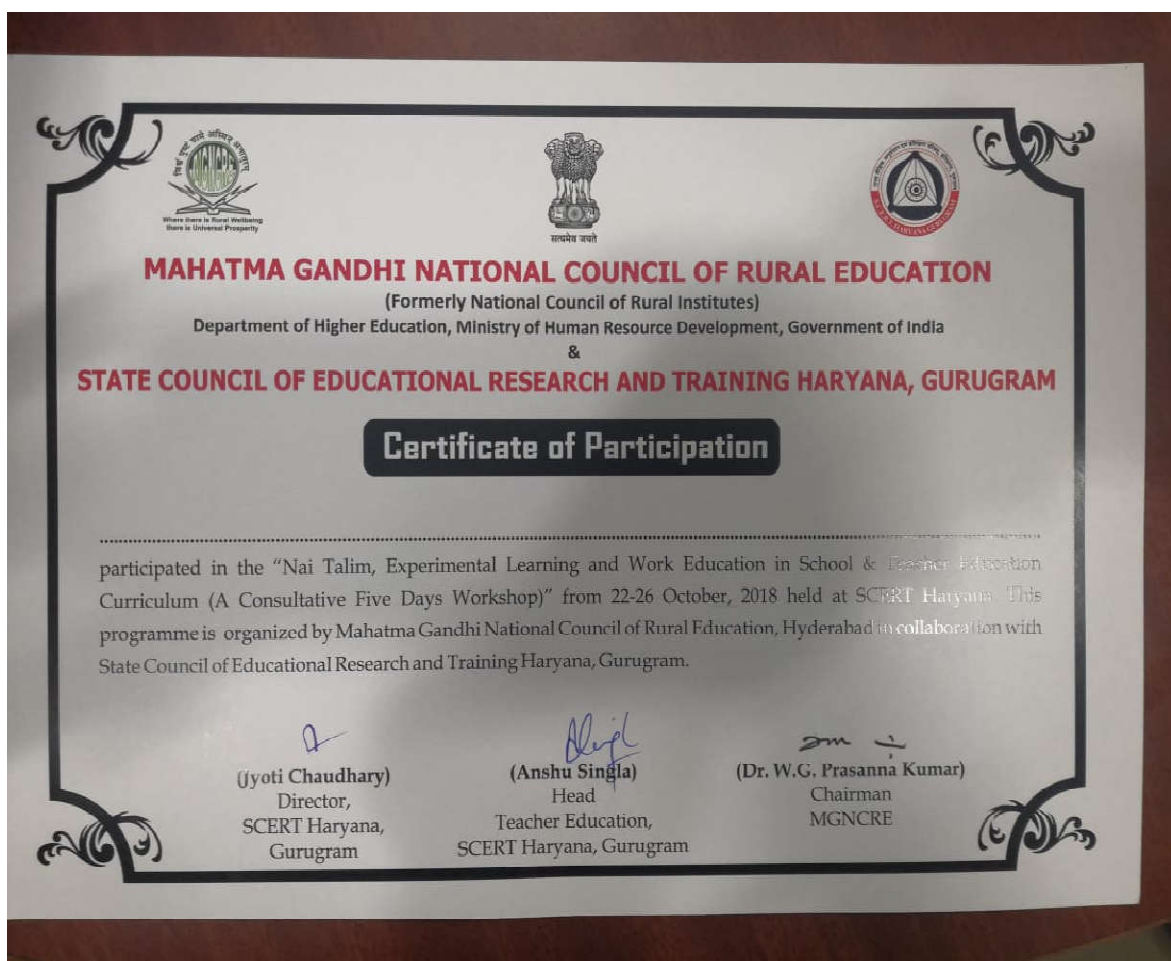 विश्वं पुष्टं ग्रामे अस्मिन् अनातुरम्
MGNCRE
Where there is Rural Wellbeing
there is Universal Prosperity
सत्यमेव जयते
S.C.E.R.T. HARYANA GURUGRAM
MAHATMA GANDHI NATIONAL COUNCIL OF RURAL EDUCATION
(Formerly National Council of Rural Institutes)
Department of Higher Education, Ministry of Human Resource Development, Government of India
&
STATE COUNCIL OF EDUCATIONAL RESEARCH AND TRAINING HARYANA, GURUGRAM
Certificate of Participation
participated in the “Nai Talim, Experimental Learning and Work Education in School & Teacher Education
Curriculum (A Consultative Five Days Workshop)” from 22-26 October, 2018 held at SCERT Haryana. This
programme is organized by Mahatma Gandhi National Council of Rural Education, Hyderabad in collaboration with
State Council of Educational Research and Training Haryana, Gurugram.
(Jyoti Chaudhary)
Director,
SCERT Haryana,
Gurugram
(Anshu Singla)
Head
Teacher Education,
SCERT Haryana, Gurugram
(Dr. W.G. Prasanna Kumar)
Chairman
MGNCRE